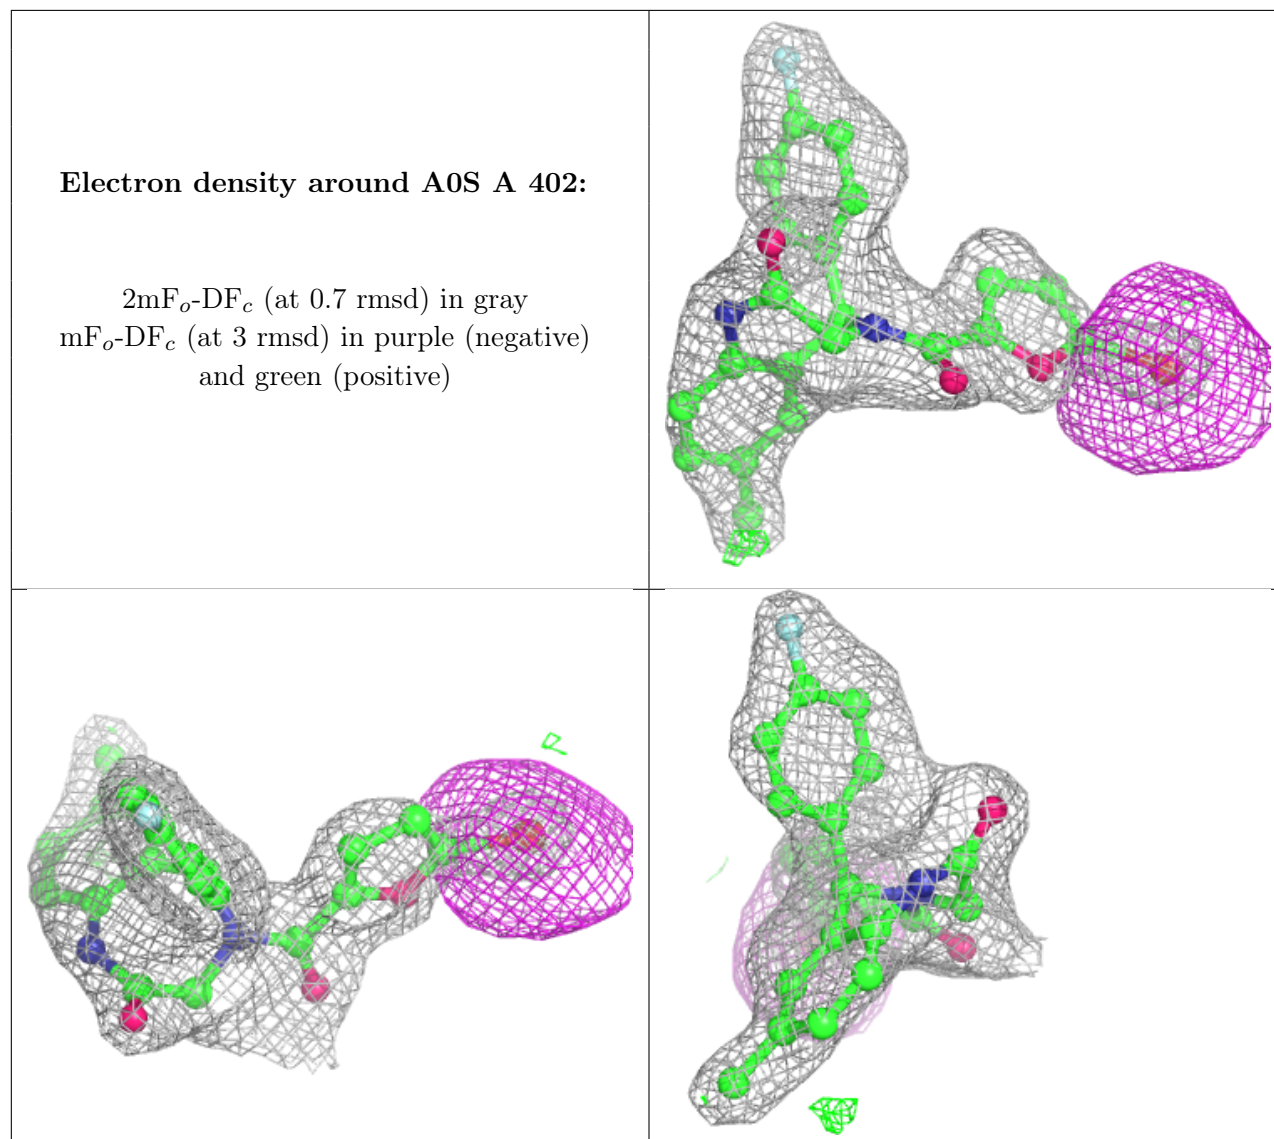 Electron density around A0S A 402:
2mFo-DFc (at 0.7 rmsd) in gray
mFo-DFc (at 3 rmsd) in purple (negative)
and green (positive)